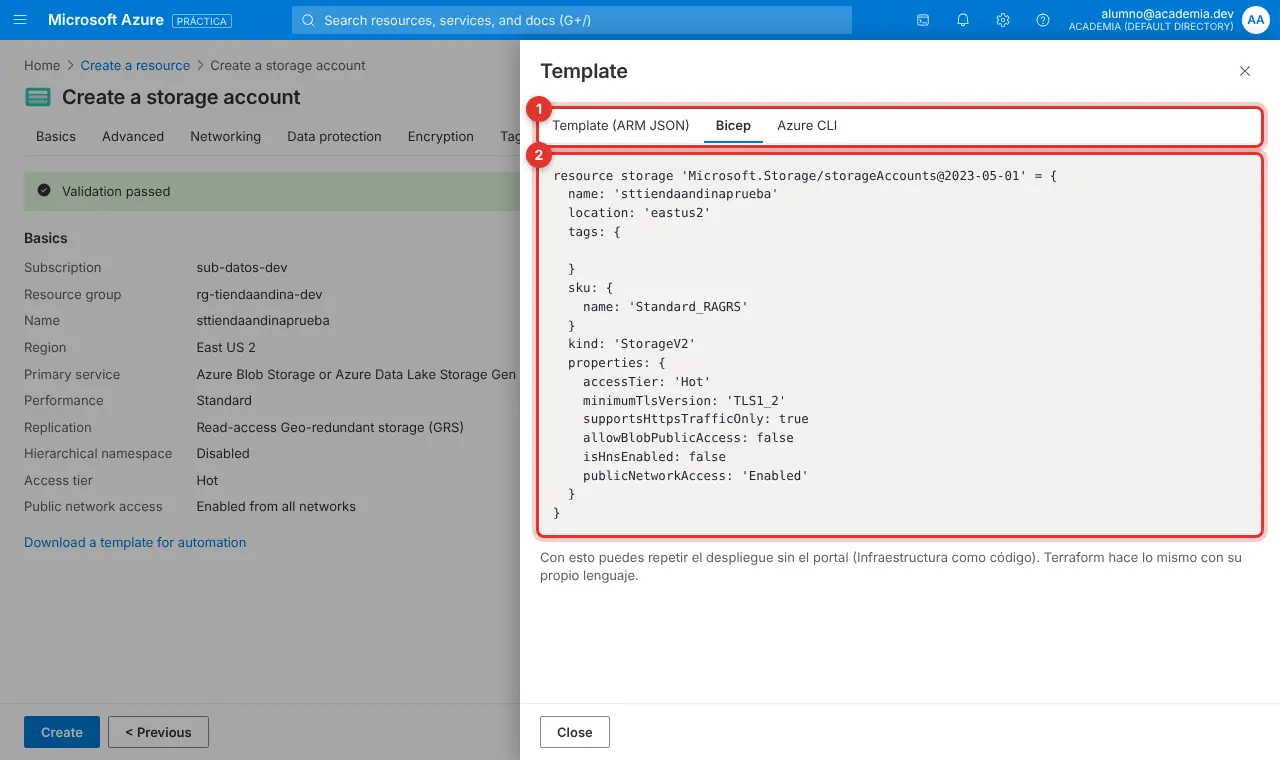 Microsoft Azure PRÁCTICA
Search resources, services, and docs (G+/)
alumno@academia.dev
ACADEMIA (DEFAULT DIRECTORY)
AA
Home > Create a resource > Create a storage account
Create a storage account
Basics Advanced Networking Data protection Encryption Tag
Validation passed
Basics
Subscription sub-datos-dev
Resource group rg-tiendaandina-dev
Name sttiendaandinaprueba
Region East US 2
Primary service Azure Blob Storage or Azure Data Lake Storage Gen
Performance Standard
Replication Read-access Geo-redundant storage (GRS)
Hierarchical namespace Disabled
Access tier Hot
Public network access Enabled from all networks
Download a template for automation
Create < Previous
Template
1
Template (ARM JSON) Bicep Azure CLI
2
resource storage 'Microsoft.Storage/storageAccounts@2023-05-01' = {
name: 'sttiendaandinaprueba'
location: 'eastus2'
tags: {
}
sku: {
name: 'Standard_RAGRS'
}
kind: 'StorageV2'
properties: {
accessTier: 'Hot'
minimumTlsVersion: 'TLS1_2'
supportsHttpsTrafficOnly: true
allowBlobPublicAccess: false
isHnsEnabled: false
publicNetworkAccess: 'Enabled'
}
}
Con esto puedes repetir el despliegue sin el portal (Infraestructura como código). Terraform hace lo mismo con su
propio lenguaje.
Close